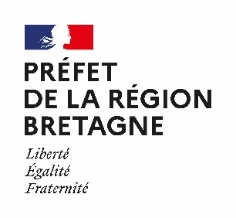 PRÉFET
DE LA RÉGION
BRETAGNE
Liberté
Égalité
Fraternité